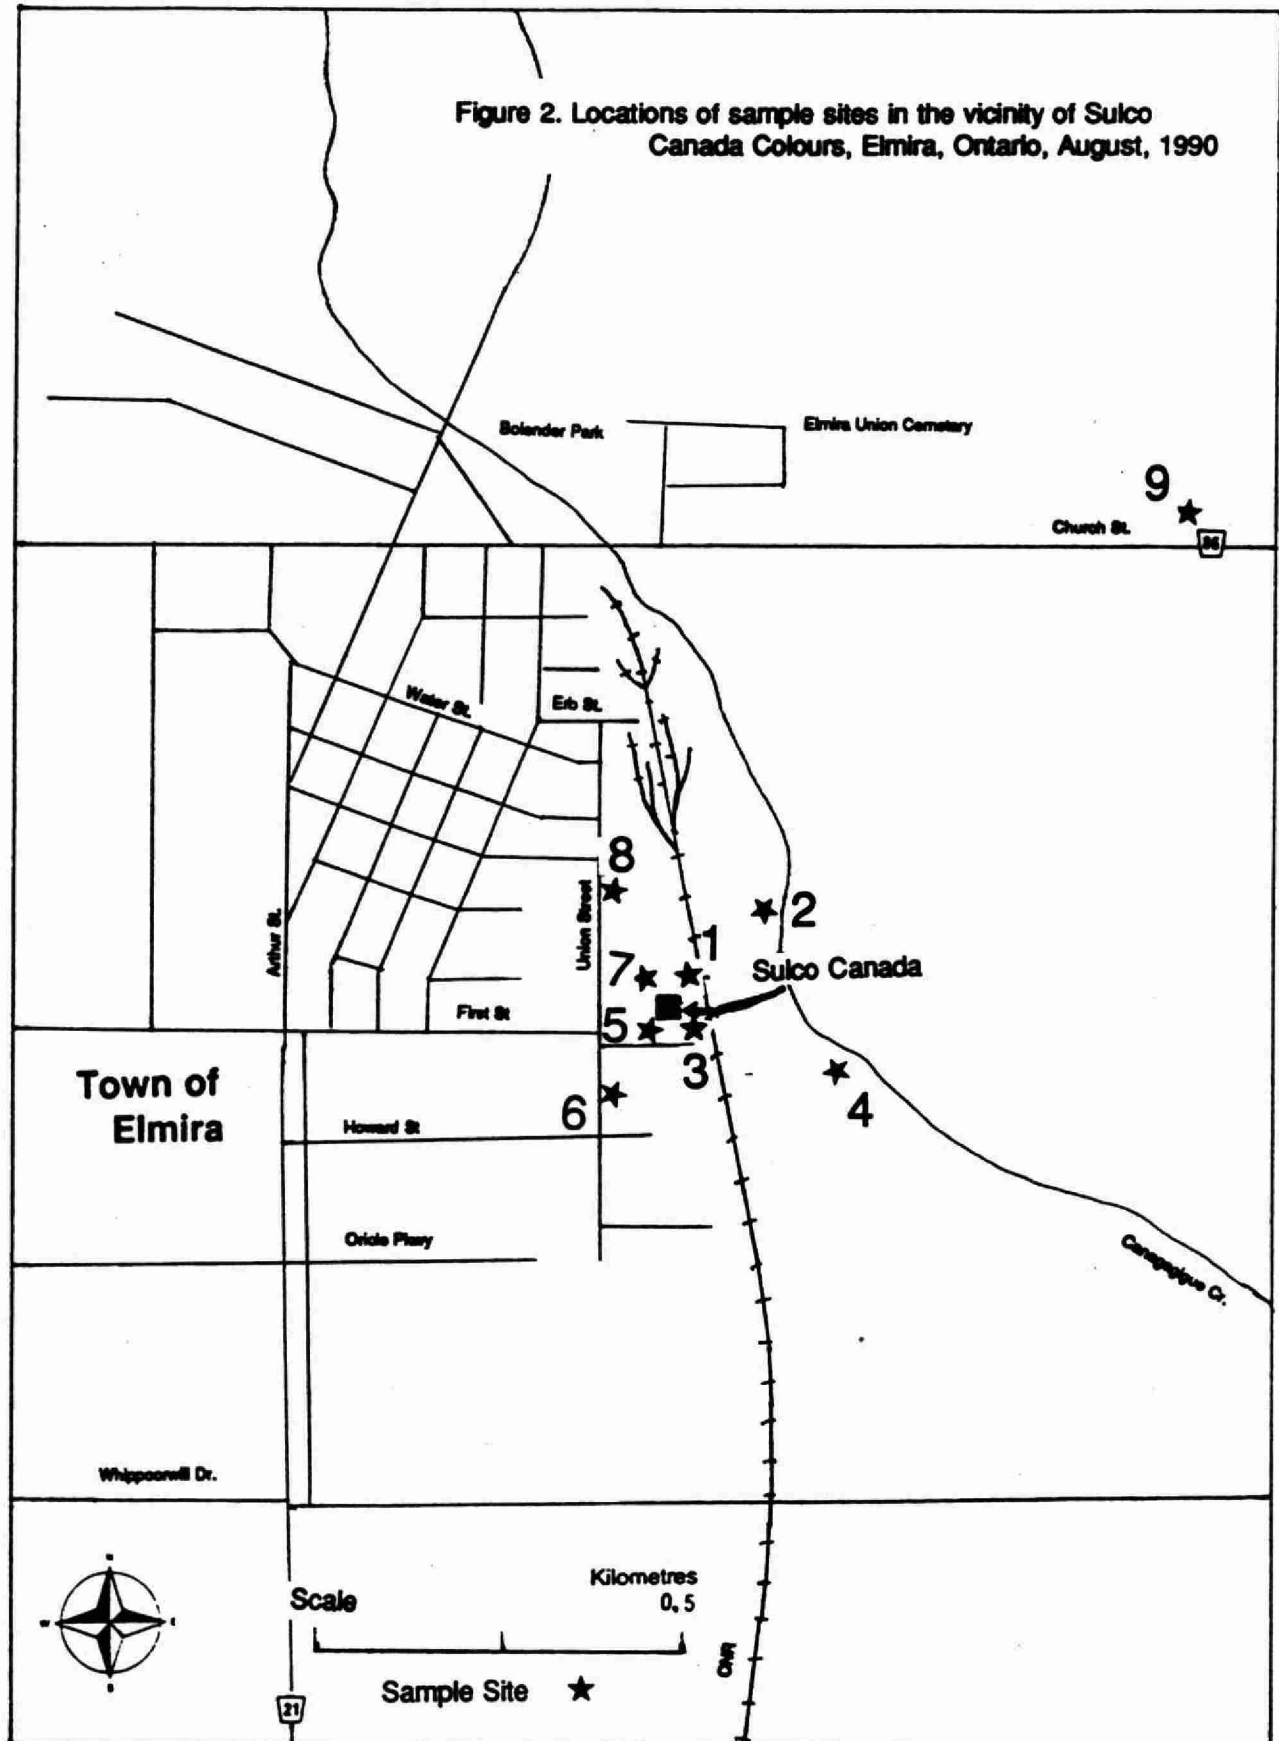 Figure 2. Locations of sample sites in the vicinity of Sulco
Canada Colours, Elmira, Ontario, August, 1990
Bolender Park
Elmira Union Cemetery
9
Church St.
86
Water St.
Erb St.
8
Union Street
2
Arthur St.
1
7
Sulco Canada
First St
5
3
Town of
Elmira
4
6
Howard St
Oriole Pkwy
Canagagigue Cr.
Whippoorwill Dr.
Kilometres
Scale
0.5
CNR
Sample Site
21